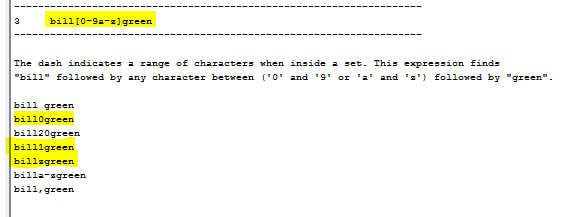 ----------------------------------------------------------------
3 bill[0-9a-z]green
----------------------------------------------------------------
The dash indicates a range of characters when inside a set. This expression finds
"bill" followed by any character between ('0' and '9' or 'a' and 'z') followed by "green".
bill green
bill0green
bill20green
bill1green
billzgreen
billa-zgreen
bill,green